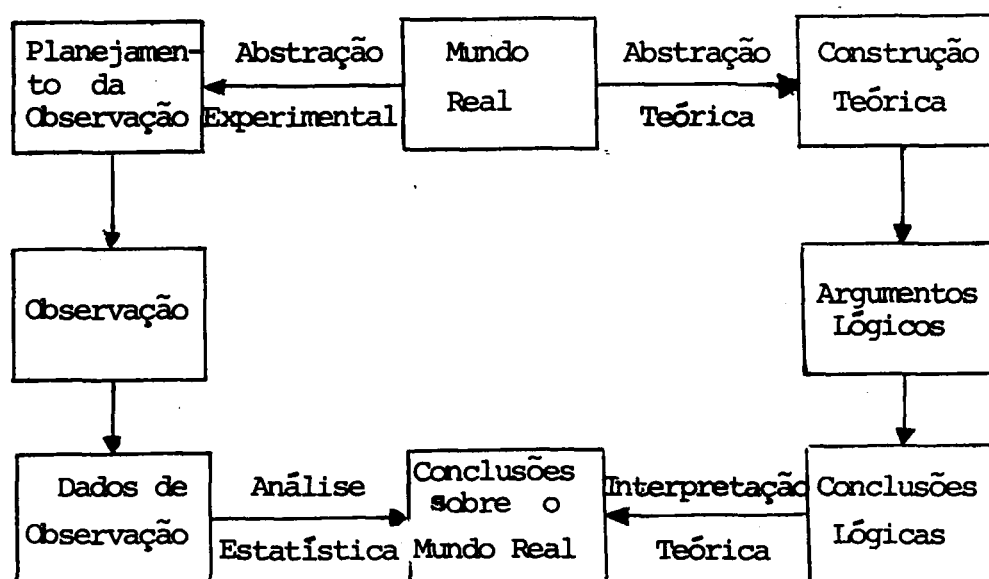 Planejamen-
to da
Observação
Abstração
Experimental
Mundo
Real
Abstração
Teórica
Construção
Teórica
Observação
Argumentos
Lógicos
Dados de
Observação
Análise
Estatística
Conclusões
sobre o
Mundo Real
Interpretação
Teórica
Conclusões
Lógicas